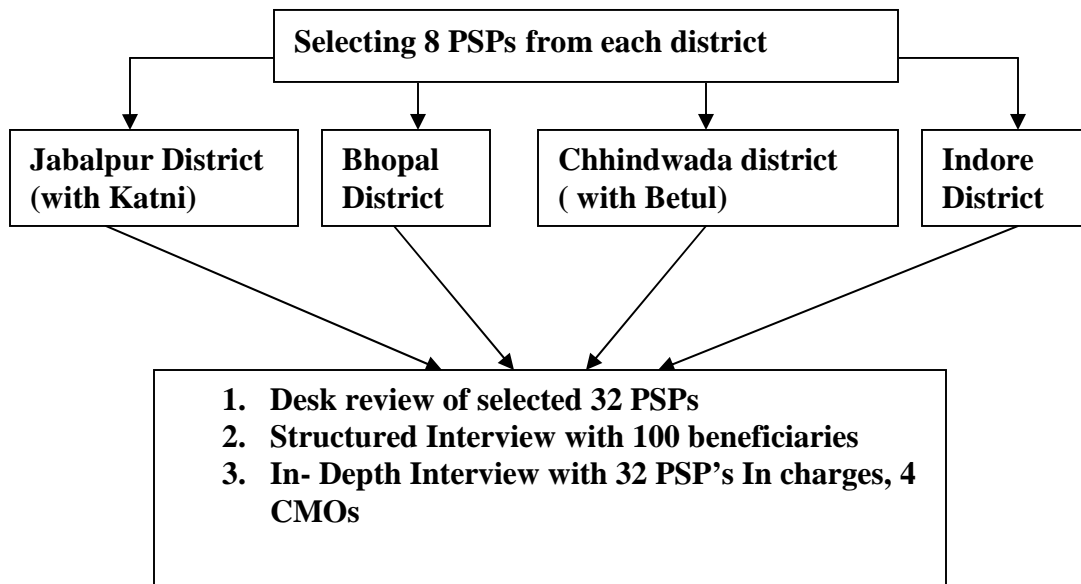 Selecting 8 PSPs from each district
Jabalpur District
(with Katni)
Bhopal
District
Chhindwada district
( with Betul)
Indore
District
1. Desk review of selected 32 PSPs
2. Structured Interview with 100 beneficiaries
3. In- Depth Interview with 32 PSP’s In charges, 4
CMOs